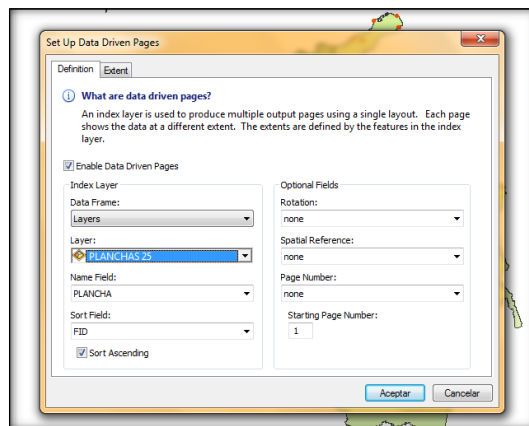 Set Up Data Driven Pages
Definition
Extent
What are data driven pages?
An index layer is used to produce multiple output pages using a single layout. Each page
shows the data at a different extent. The extents are defined by the features in the index
layer.
Enable Data Driven Pages
Index Layer
Data Frame:
Layers
Layer:
PLANCHAS 25
Name Field:
PLANCHA
Sort Field:
FID
Sort Ascending
Optional Fields
Rotation:
none
Spatial Reference:
none
Page Number:
none
Starting Page Number:
1
Aceptar
Cancelar